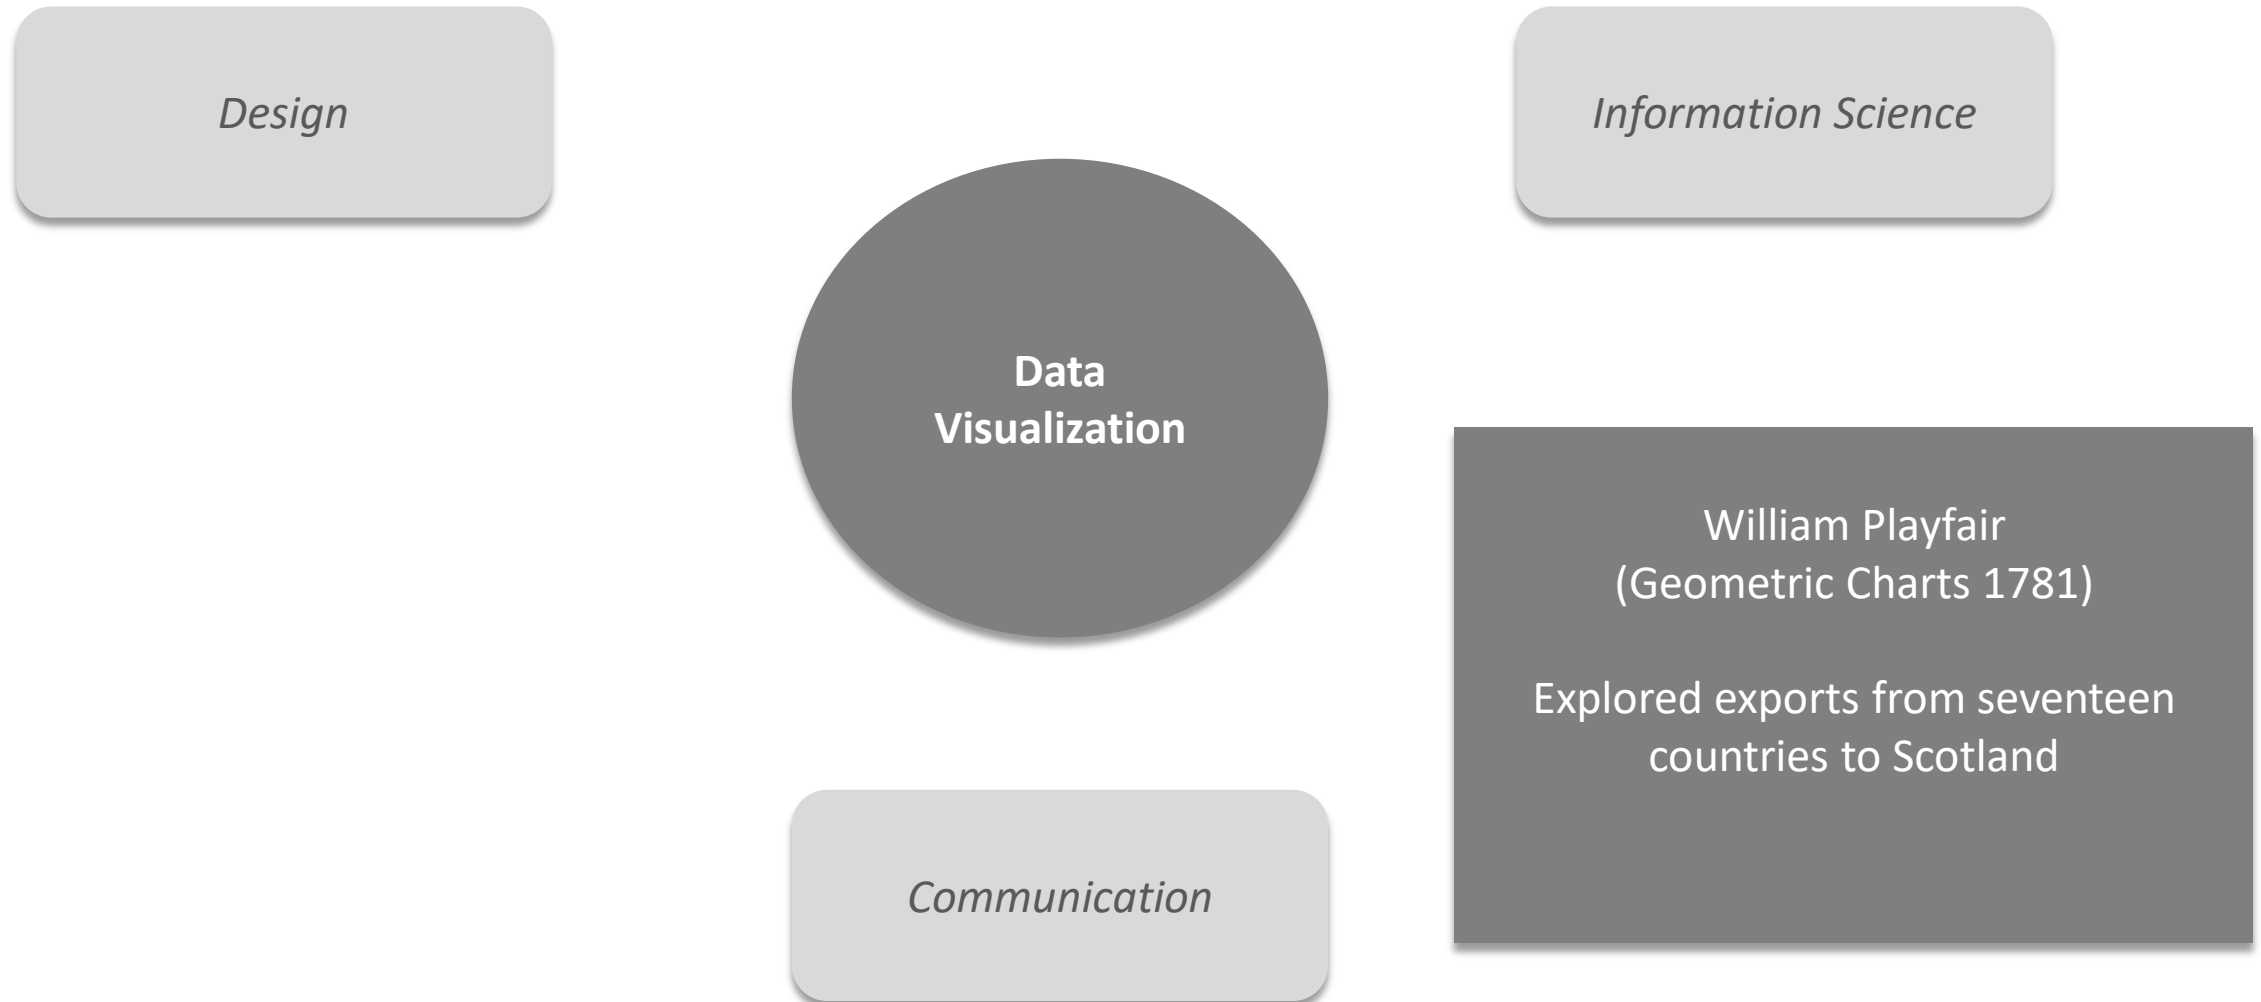 Design
Information Science
Data
Visualization
William Playfair
(Geometric Charts 1781)
Explored exports from seventeen
countries to Scotland
Communication